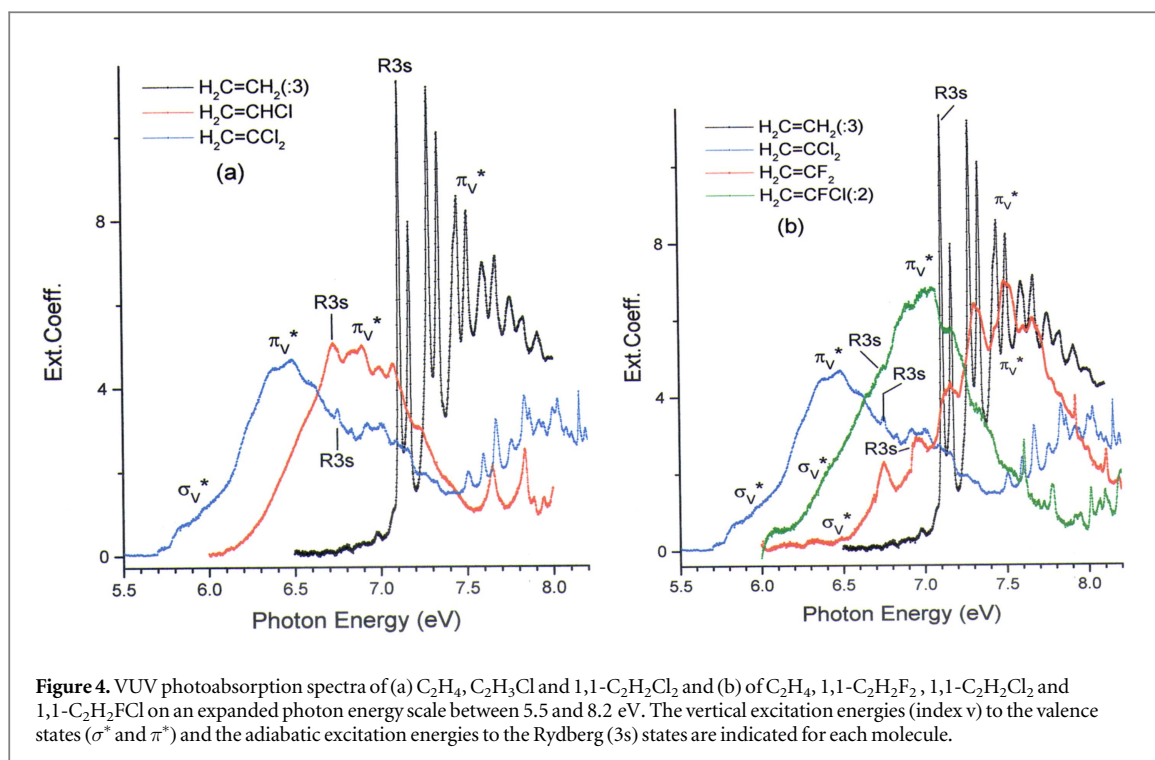 R3s
H₂C=CH₂(:3)
H₂C=CHCl
H₂C=CCl₂
(a)
πᵥ*
R3s
πᵥ*
πᵥ*
R3s
σᵥ*
Ext.Coeff.
8
4
0
5.5 6.0 6.5 7.0 7.5 8.0
Photon Energy (eV)
R3s
H₂C=CH₂(:3)
H₂C=CCl₂
H₂C=CF₂
H₂C=CFCl(:2)
(b)
πᵥ*
πᵥ*
R3s
πᵥ*
R3s
πᵥ*
R3s
σᵥ*
σᵥ*
σᵥ*
Ext.Coeff.
8
4
0
5.5 6.0 6.5 7.0 7.5 8.0
Photon Energy (eV)
Figure 4. VUV photoabsorption spectra of (a) C₂H₄, C₂H₃Cl and 1,1-C₂H₂Cl₂ and (b) of C₂H₄, 1,1-C₂H₂F₂ , 1,1-C₂H₂Cl₂ and
1,1-C₂H₂FCl on an expanded photon energy scale between 5.5 and 8.2 eV. The vertical excitation energies (index v) to the valence
states (σ* and π*) and the adiabatic excitation energies to the Rydberg (3s) states are indicated for each molecule.